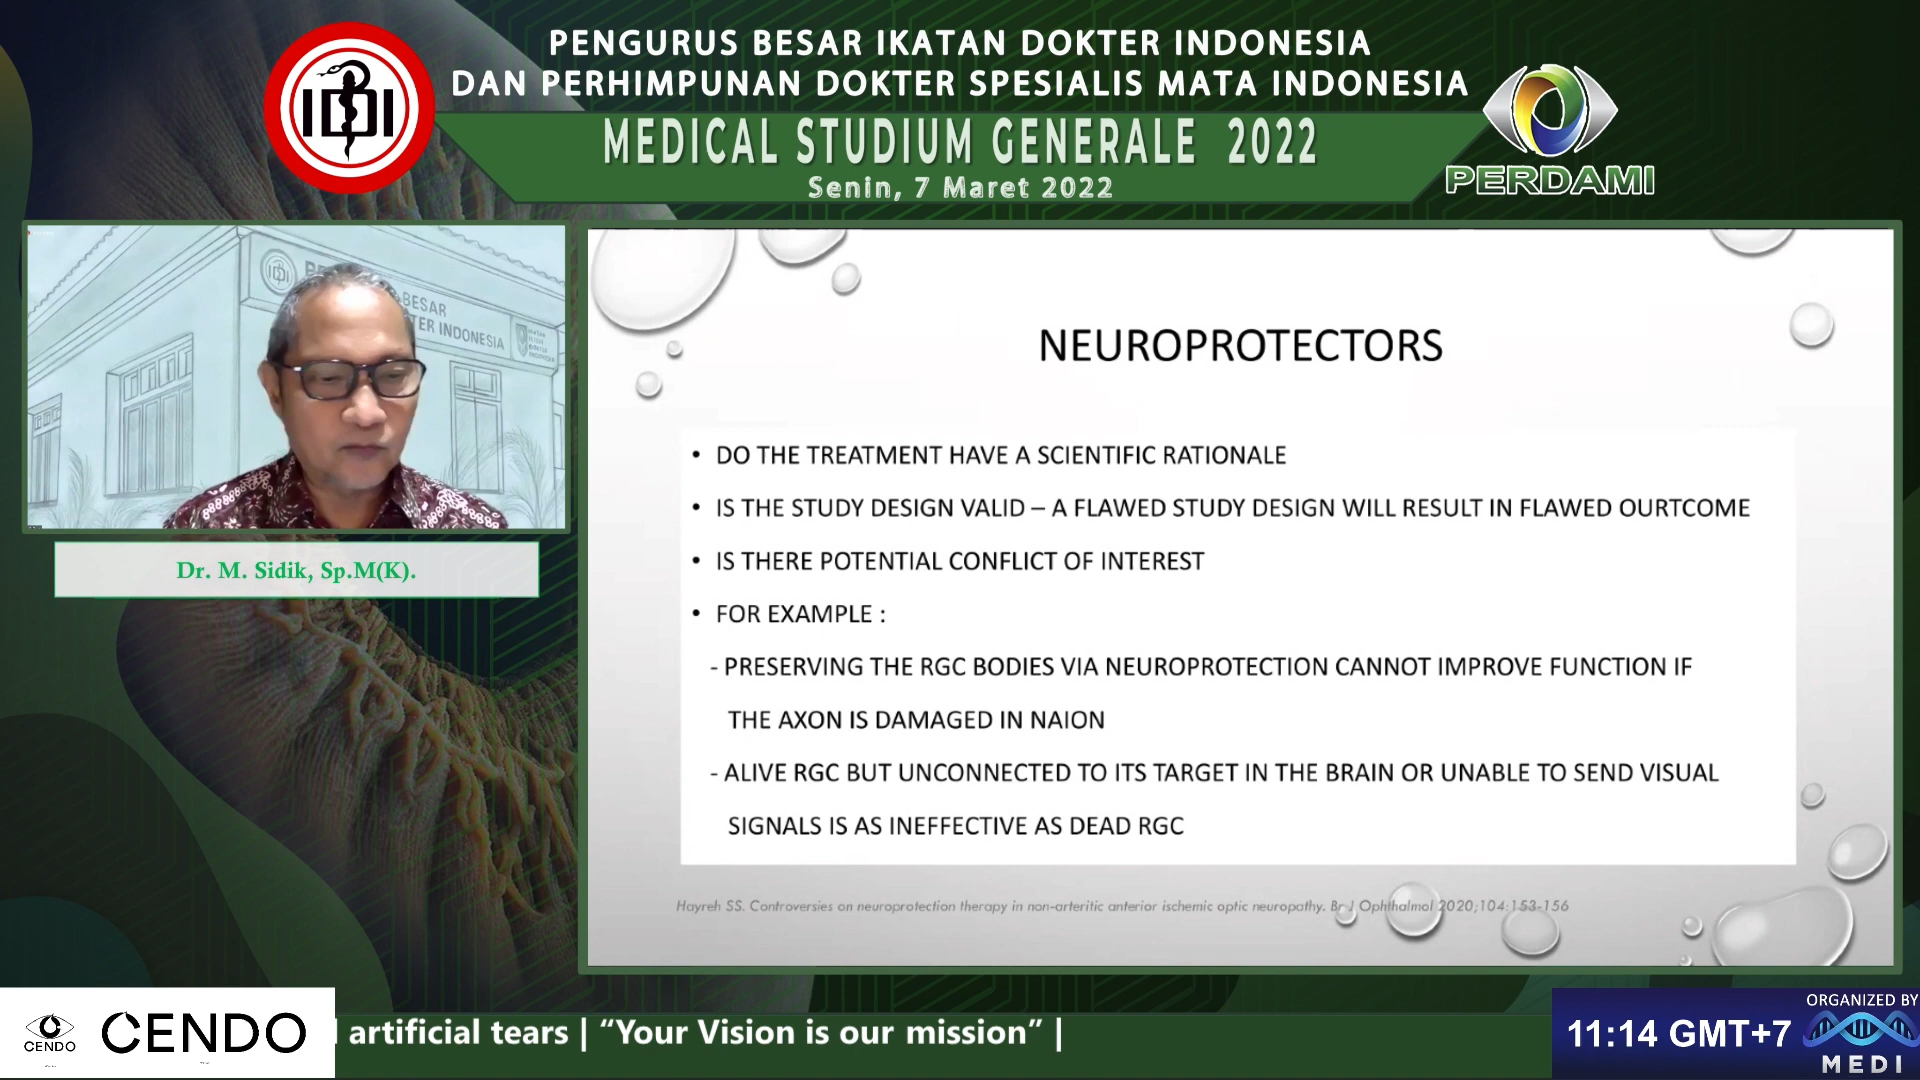 PENGURUS BESAR IKATAN DOKTER INDONESIA
DAN PERHIMPUNAN DOKTER SPESIALIS MATA INDONESIA
MEDICAL STUDIUM GENERALE 2022
Senin, 7 Maret 2022
IDI
PERDAMI
IDI
BESAR
TER INDONESIA
Dr. M. Sidik, Sp.M(K).
NEUROPROTECTORS
• DO THE TREATMENT HAVE A SCIENTIFIC RATIONALE
• IS THE STUDY DESIGN VALID – A FLAWED STUDY DESIGN WILL RESULT IN FLAWED OURTCOME
• IS THERE POTENTIAL CONFLICT OF INTEREST
• FOR EXAMPLE :
- PRESERVING THE RGC BODIES VIA NEUROPROTECTION CANNOT IMPROVE FUNCTION IF
THE AXON IS DAMAGED IN NAION
- ALIVE RGC BUT UNCONNECTED TO ITS TARGET IN THE BRAIN OR UNABLE TO SEND VISUAL
SIGNALS IS AS INEFFECTIVE AS DEAD RGC
Hayreh SS. Controversies on neuroprotection therapy in non-arteritic anterior ischemic optic neuropathy. Br J Ophthalmol 2020;104:153-156
CENDO
CENDO
artificial tears | “Your Vision is our mission” |
11:14 GMT+7
ORGANIZED BY
MEDI